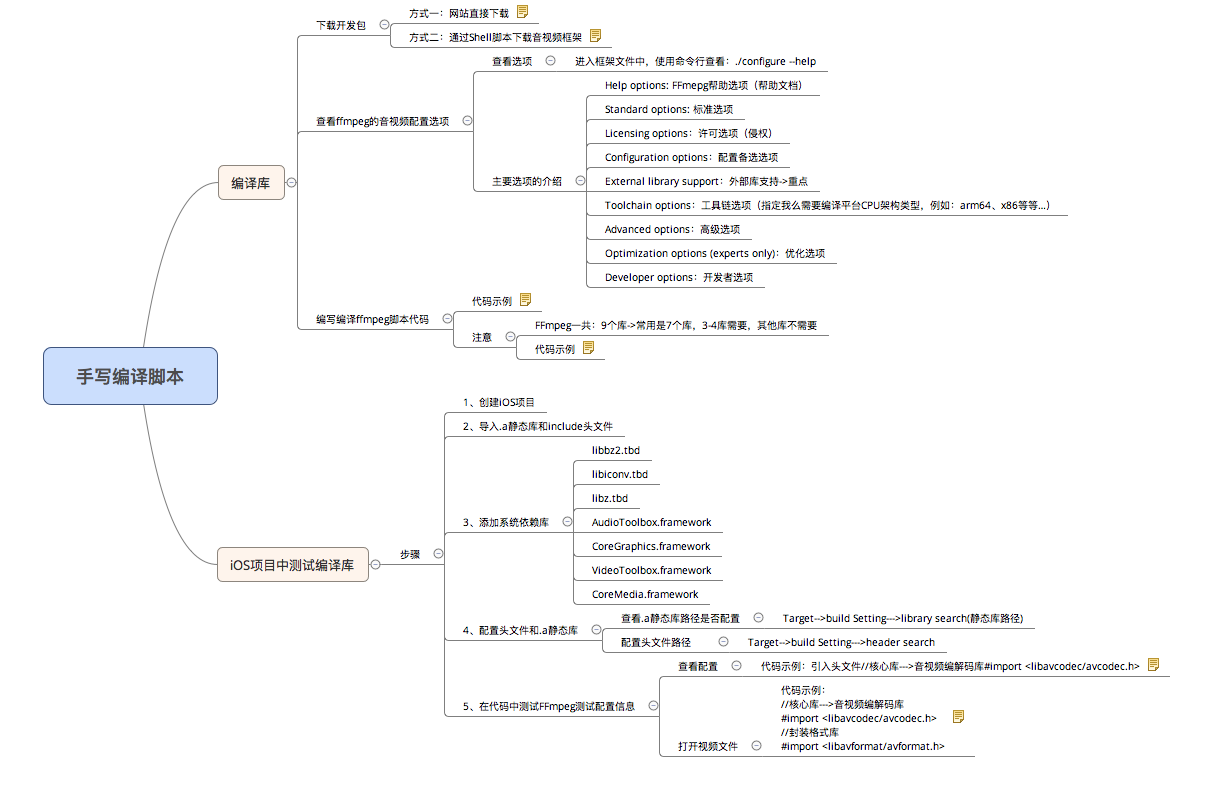 手写编译脚本
编译库
下载开发包
方式一：网站直接下载
方式二：通过Shell脚本下载音视频框架
查看ffmpeg的音视频配置选项
查看选项
进入框架文件中，使用命令行查看：./configure --help
主要选项的介绍
Help options: FFmepg帮助选项（帮助文档）
Standard options: 标准选项
Licensing options：许可选项（侵权）
Configuration options：配置备选选项
External library support：外部库支持->重点
Toolchain options：工具链选项（指定我么需要编译平台CPU架构类型，例如：arm64、x86等等...）
Advanced options：高级选项
Optimization options (experts only)：优化选项
Developer options：开发者选项
编写编译ffmpeg脚本代码
代码示例
注意
FFmpeg一共：9个库->常用是7个库，3-4库需要，其他库不需要
代码示例
iOS项目中测试编译库
步骤
1、创建iOS项目
2、导入.a静态库和include头文件
3、添加系统依赖库
libbz2.tbd
libiconv.tbd
libz.tbd
AudioToolbox.framework
CoreGraphics.framework
VideoToolbox.framework
CoreMedia.framework
4、配置头文件和.a静态库
查看.a静态库路径是否配置
Target-->build Setting--->library search(静态库路径)
配置头文件路径
Target-->build Setting--->header search
5、在代码中测试FFmpeg测试配置信息
查看配置
代码示例：引入头文件//核心库--->音视频编解码库#import <libavcodec/avcodec.h>
打开视频文件
代码示例：
//核心库--->音视频编解码库
#import <libavcodec/avcodec.h>
//封装格式库
#import <libavformat/avformat.h>